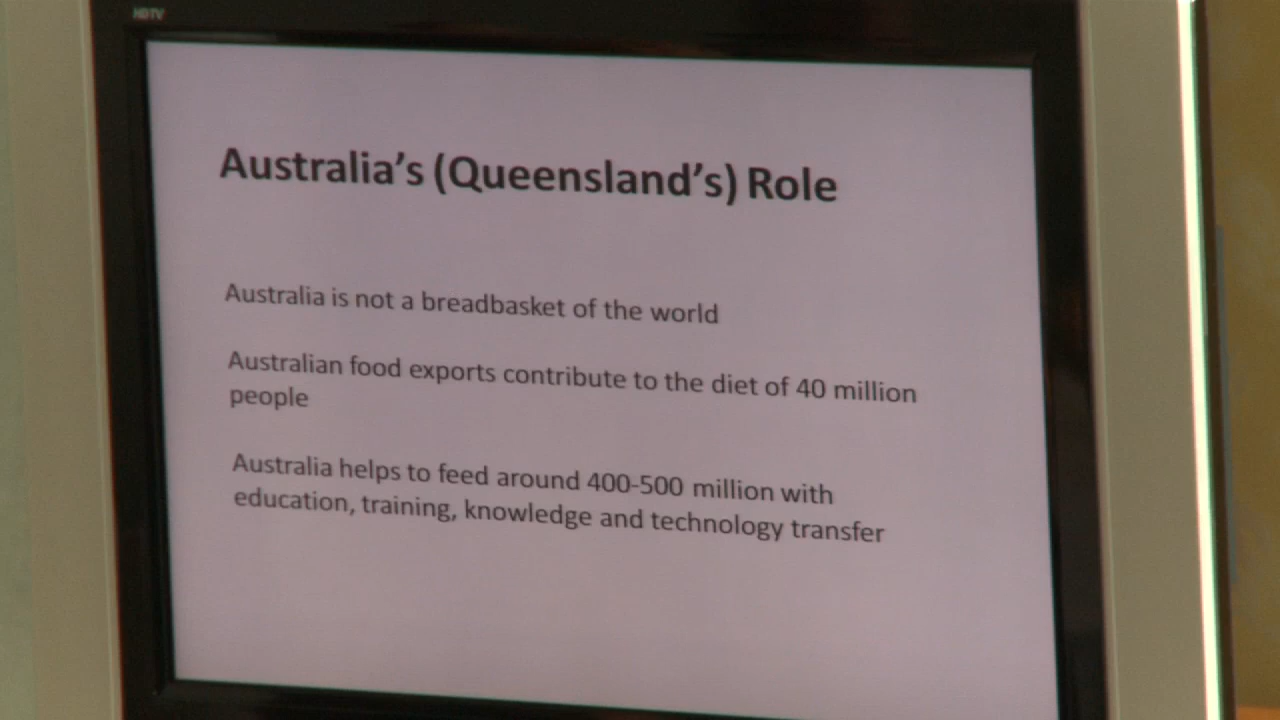 HDTV
Australia's (Queensland's) Role
Australia is not a breadbasket of the world
Australian food exports contribute to the diet of 40 million
people
Australia helps to feed around 400-500 million with
education, training, knowledge and technology transfer